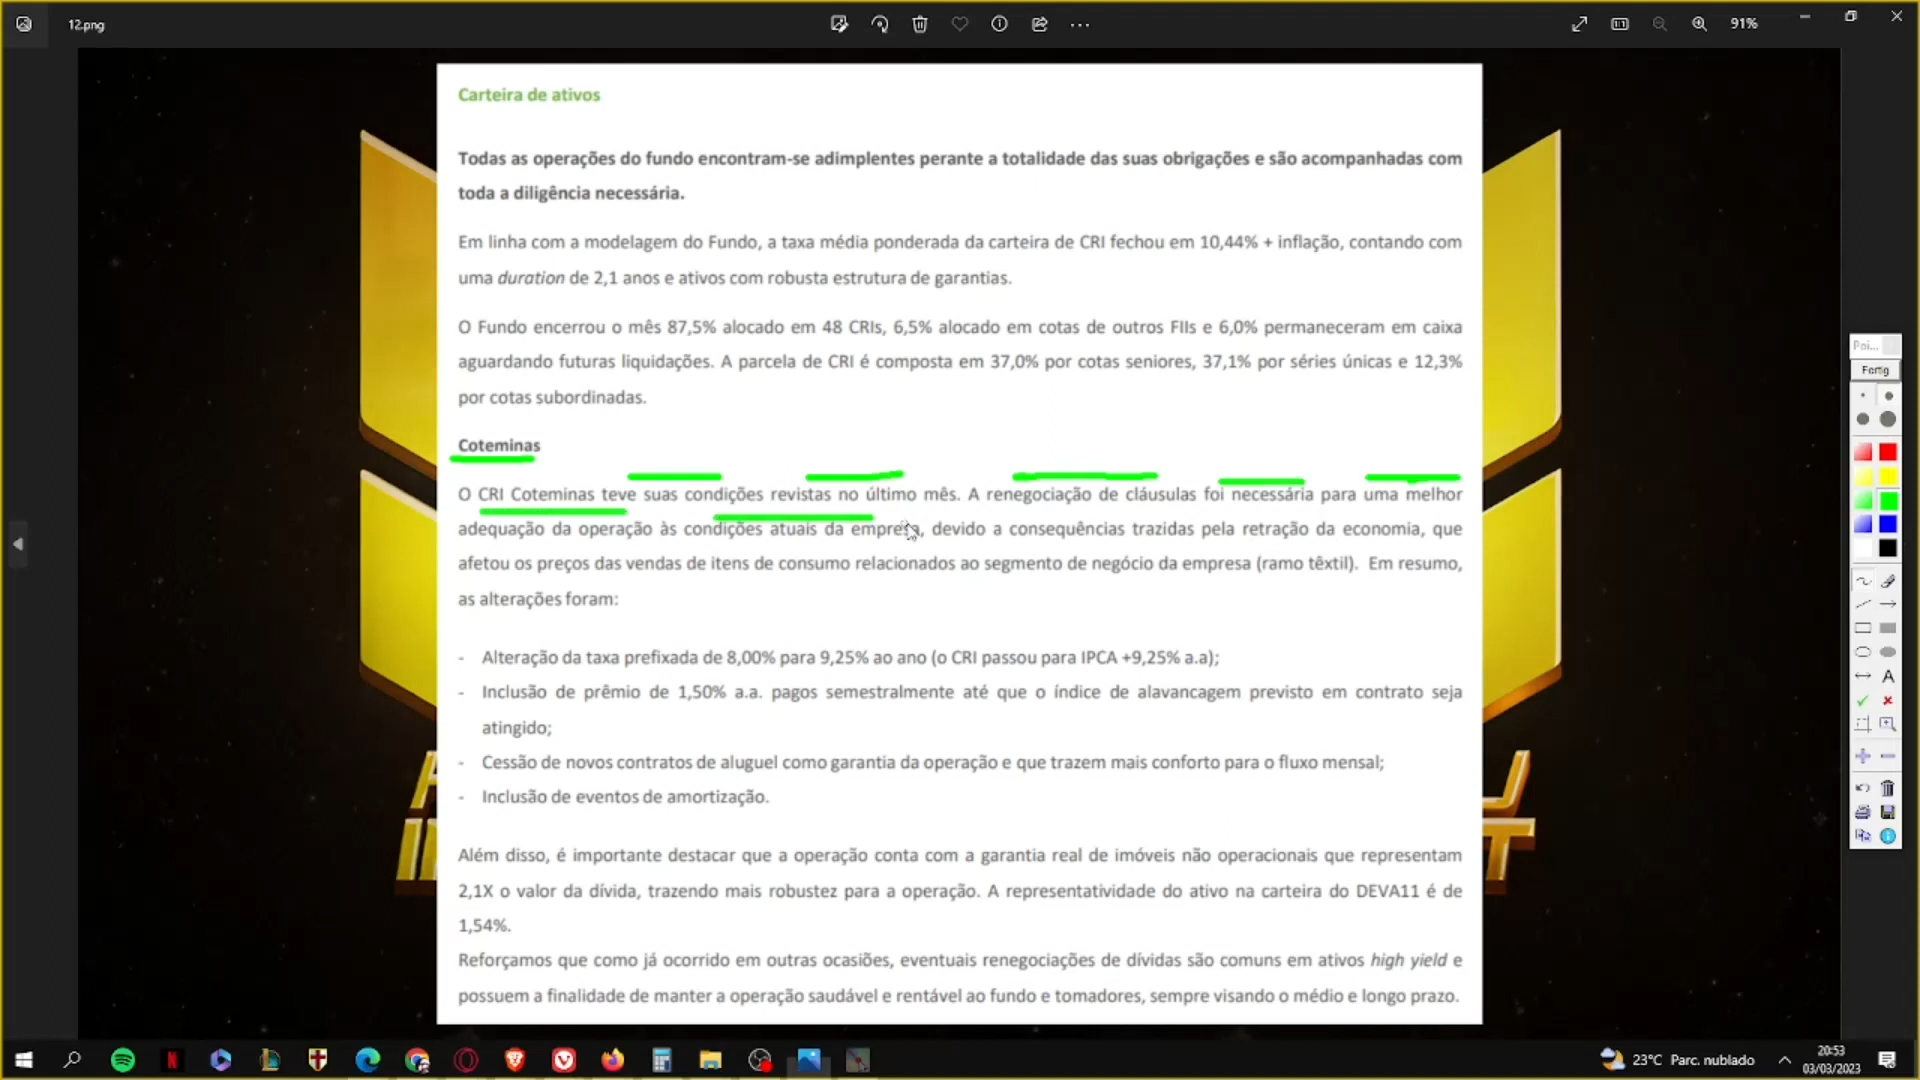 12.png
91%
Carteira de ativos
Todas as operações do fundo encontram-se adimplentes perante a totalidade das suas obrigações e são acompanhadas com
toda a diligência necessária.
Em linha com a modelagem do Fundo, a taxa média ponderada da carteira de CRI fechou em 10,44% + inflação, contando com
uma duration de 2,1 anos e ativos com robusta estrutura de garantias.
O Fundo encerrou o mês 87,5% alocado em 48 CRIs, 6,5% alocado em cotas de outros FIIs e 6,0% permaneceram em caixa
aguardando futuras liquidações. A parcela de CRI é composta em 37,0% por cotas seniores, 37,1% por séries únicas e 12,3%
por cotas subordinadas.
Coteminas
O CRI Coteminas teve suas condições revistas no último mês. A renegociação de cláusulas foi necessária para uma melhor
adequação da operação às condições atuais da empresa, devido a consequências trazidas pela retração da economia, que
afetou os preços das vendas de itens de consumo relacionados ao segmento de negócio da empresa (ramo têxtil). Em resumo,
as alterações foram:
- Alteração da taxa prefixada de 8,00% para 9,25% ao ano (o CRI passou para IPCA +9,25% a.a);
- Inclusão de prêmio de 1,50% a.a. pagos semestralmente até que o índice de alavancagem previsto em contrato seja
atingido;
- Cessão de novos contratos de aluguel como garantia da operação e que trazem mais conforto para o fluxo mensal;
- Inclusão de eventos de amortização.
Além disso, é importante destacar que a operação conta com a garantia real de imóveis não operacionais que representam
2,1X o valor da dívida, trazendo mais robustez para a operação. A representatividade do ativo na carteira do DEVA11 é de
1,54%.
Reforçamos que como já ocorrido em outras ocasiões, eventuais renegociações de dívidas são comuns em ativos high yield e
possuem a finalidade de manter a operação saudável e rentável ao fundo e tomadores, sempre visando o médio e longo prazo.
Poi...
Fertig
A
23°C Parc. nublado
20:53
03/03/2023